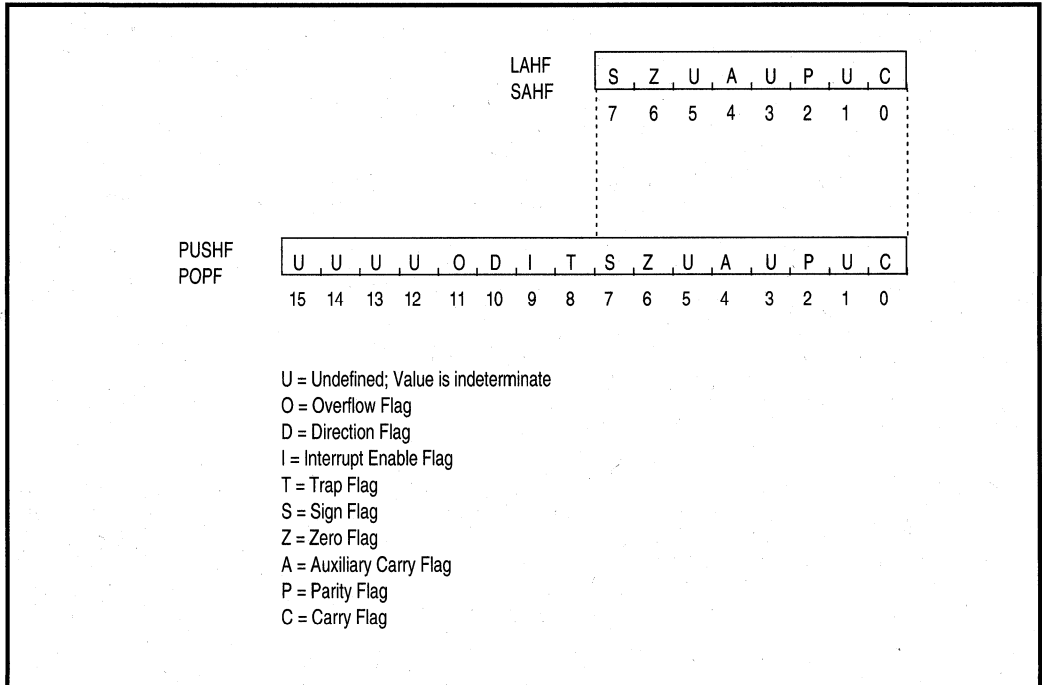 LAHF
SAHF
S Z U A U P U C
7 6 5 4 3 2 1 0
PUSHF
POPF
U U U U O D I T S Z U A U P U C
15 14 13 12 11 10 9 8 7 6 5 4 3 2 1 0
U = Undefined; Value is indeterminate
O = Overflow Flag
D = Direction Flag
I = Interrupt Enable Flag
T = Trap Flag
S = Sign Flag
Z = Zero Flag
A = Auxiliary Carry Flag
P = Parity Flag
C = Carry Flag